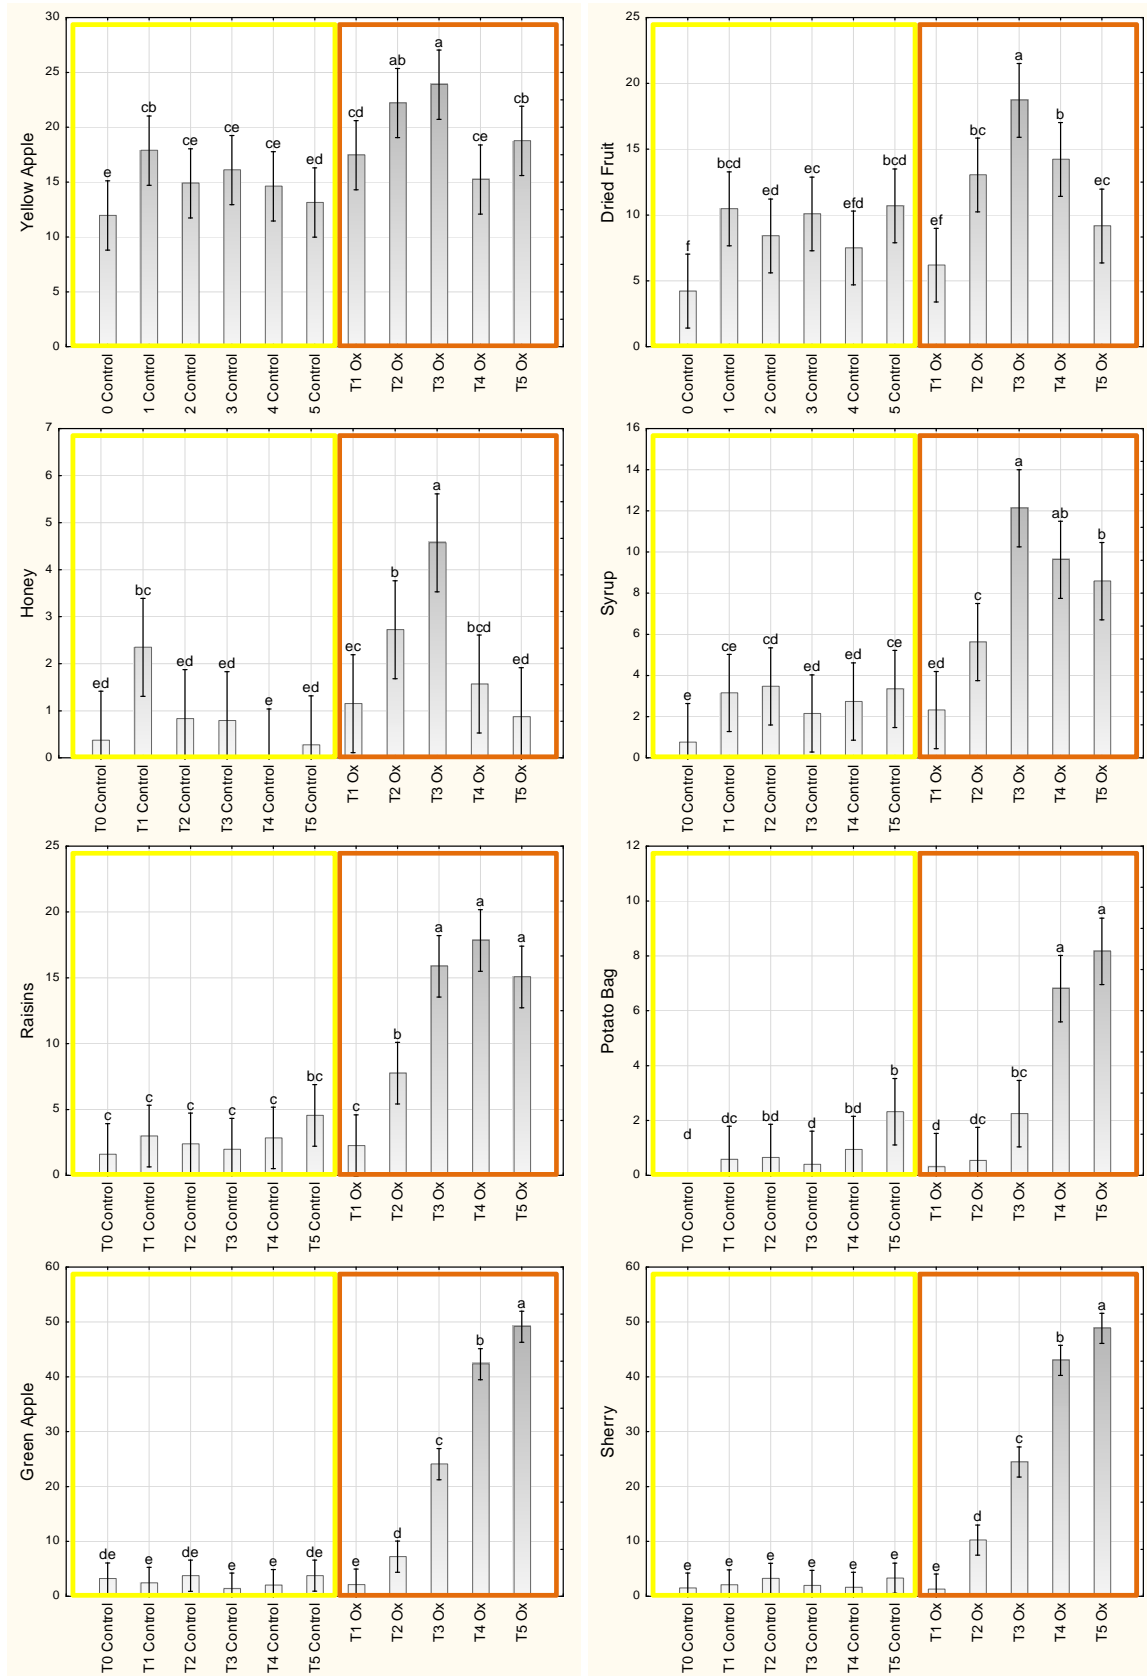 30
25
20
15
10
5
0
Yellow Apple
e cb ce ce ce ed cd ab a ce cb
0 Control 1 Control 2 Control 3 Control 4 Control 5 Control T1 Ox T2 Ox T3 Ox T4 Ox T5 Ox
25
20
15
10
5
0
Dried Fruit
f bcd ed ec efd bcd ef bc a b ec
0 Control 1 Control 2 Control 3 Control 4 Control 5 Control T1 Ox T2 Ox T3 Ox T4 Ox T5 Ox
7
6
5
4
3
2
1
0
Honey
ed bc ed ed e ed ec b a bcd ed
T0 Control T1 Control T2 Control T3 Control T4 Control T5 Control T1 Ox T2 Ox T3 Ox T4 Ox T5 Ox
16
14
12
10
8
6
4
2
0
Syrup
e ce cd ed ed ce ed c a ab b
T0 Control T1 Control T2 Control T3 Control T4 Control T5 Control T1 Ox T2 Ox T3 Ox T4 Ox T5 Ox
25
20
15
10
5
0
Raisins
c c c c c bc c b a a a
T0 Control T1 Control T2 Control T3 Control T4 Control T5 Control T1 Ox T2 Ox T3 Ox T4 Ox T5 Ox
12
10
8
6
4
2
0
Potato Bag
d dc bd d bd b d dc bc a a
T0 Control T1 Control T2 Control T3 Control T4 Control T5 Control T1 Ox T2 Ox T3 Ox T4 Ox T5 Ox
60
50
40
30
20
10
0
Green Apple
de e de e e de e d c b a
T0 Control T1 Control T2 Control T3 Control T4 Control T5 Control T1 Ox T2 Ox T3 Ox T4 Ox T5 Ox
60
50
40
30
20
10
0
Sherry
e e e e e e e d c b a
T0 Control T1 Control T2 Control T3 Control T4 Control T5 Control T1 Ox T2 Ox T3 Ox T4 Ox T5 Ox